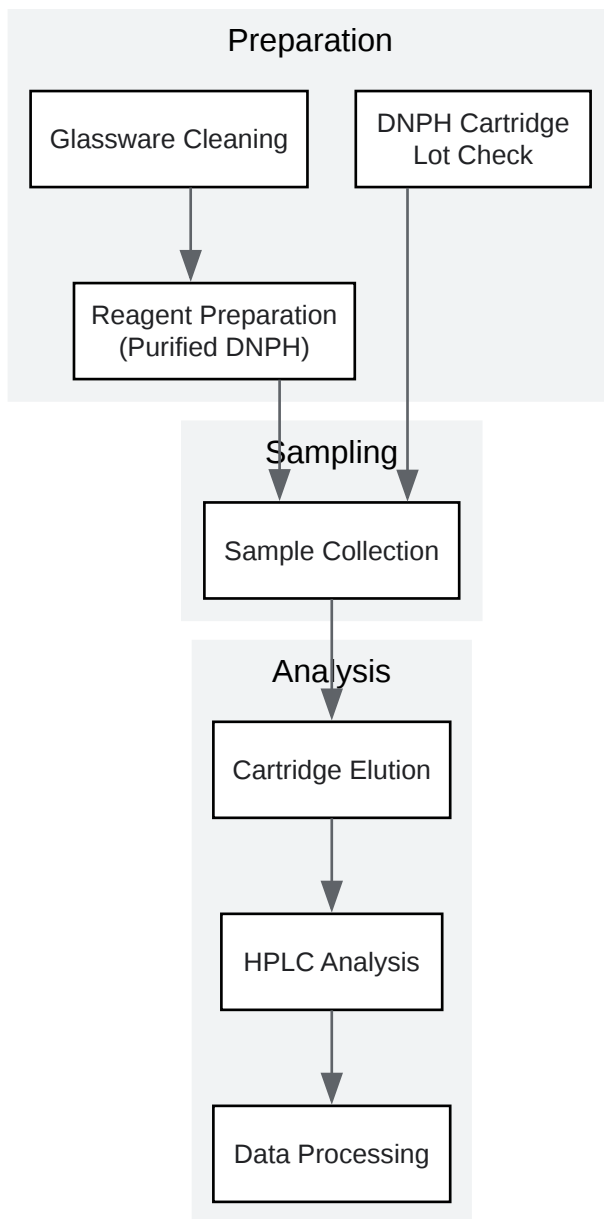 Preparation
Glassware Cleaning
DNPH Cartridge
Lot Check
Reagent Preparation
(Purified DNPH)
Sampling
Sample Collection
Analysis
Cartridge Elution
HPLC Analysis
Data Processing